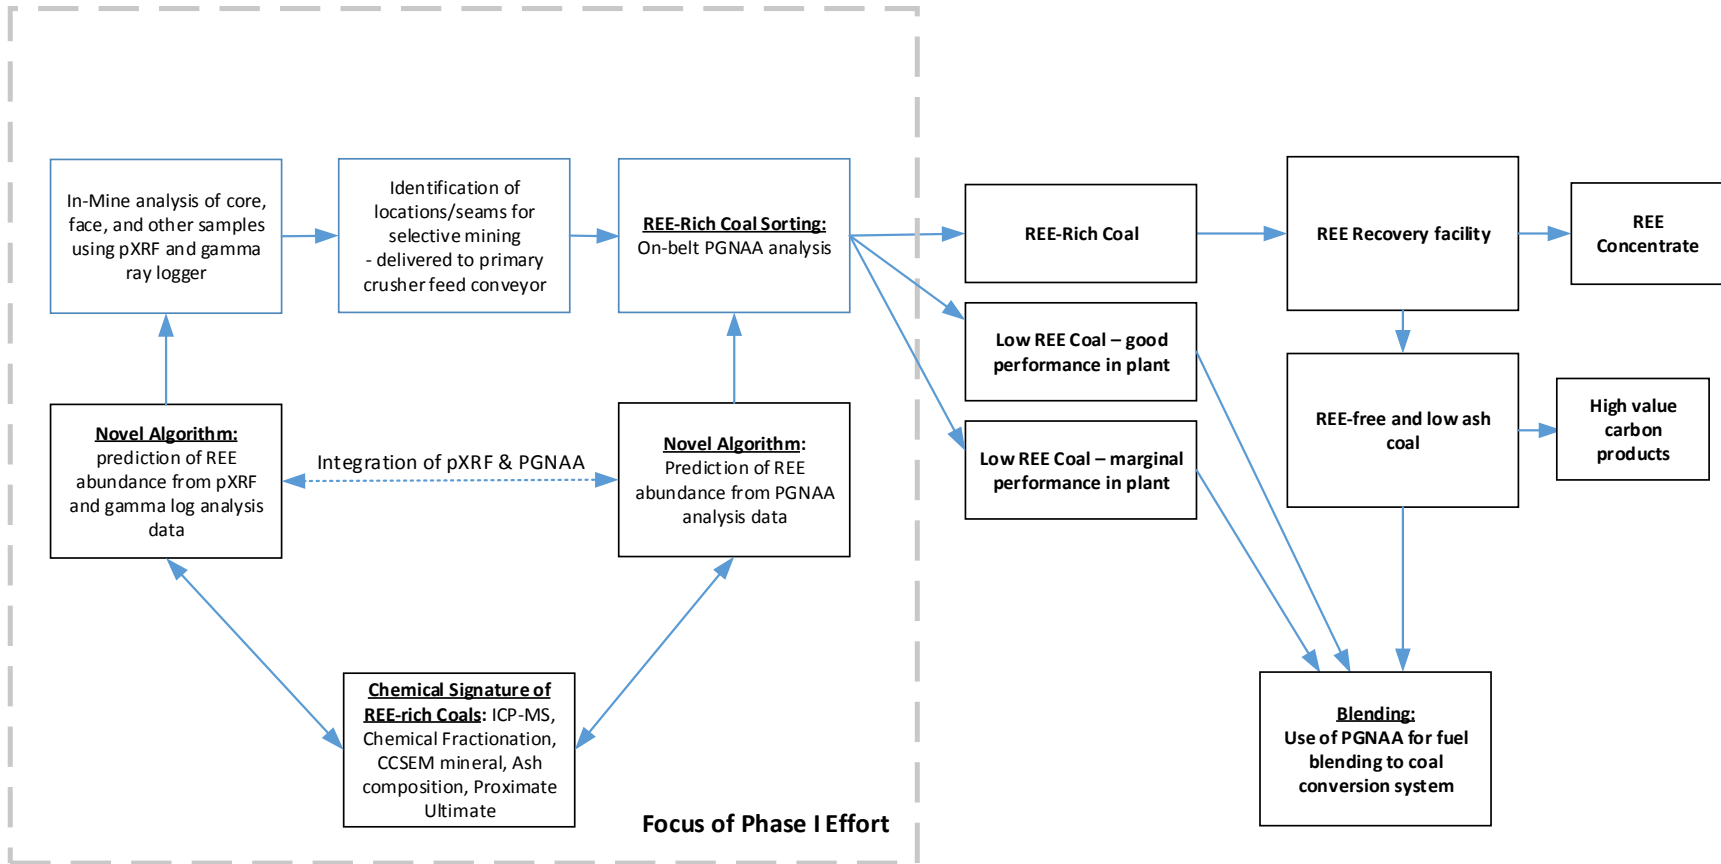 In-Mine analysis of core,
face, and other samples
using pXRF and gamma
ray logger
Identification of
locations/seams for
selective mining
- delivered to primary
crusher feed conveyor
REE-Rich Coal Sorting:
On-belt PGNAA analysis
REE-Rich Coal
REE Recovery facility
REE
Concentrate
Low REE Coal – good
performance in plant
Low REE Coal – marginal
performance in plant
REE-free and low ash
coal
High value
carbon
products
Novel Algorithm:
prediction of REE
abundance from pXRF
and gamma log analysis
data
Integration of pXRF & PGNAA
Novel Algorithm:
Prediction of REE
abundance from PGNAA
analysis data
Chemical Signature of
REE-rich Coals: ICP-MS,
Chemical Fractionation,
CCSEM mineral, Ash
composition, Proximate
Ultimate
Blending:
Use of PGNAA for fuel
blending to coal
conversion system
Focus of Phase I Effort